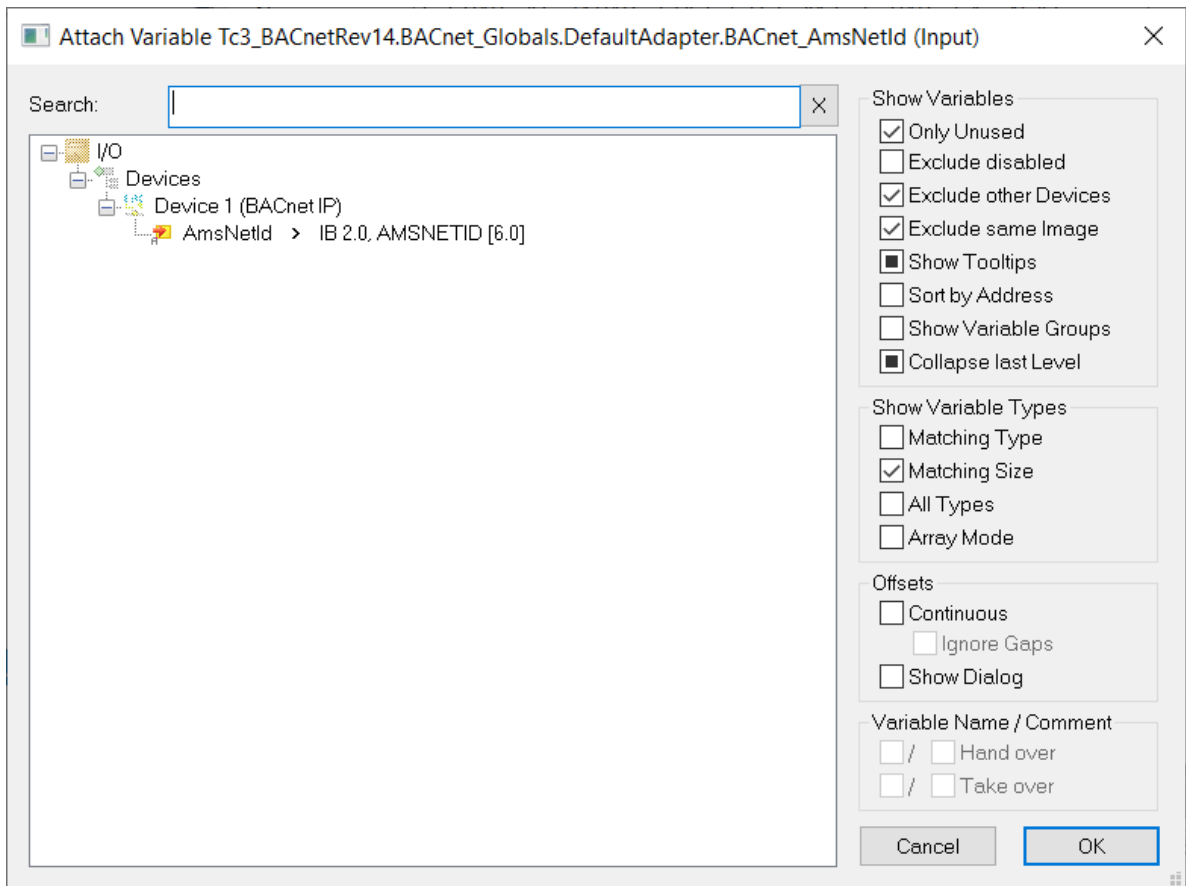 Attach Variable Tc3_BACnetRev14.BACnet_Globals.DefaultAdapter.BACnet_AmsNetId (Input)
Search:
X
I/O
Devices
Device 1 (BACnet IP)
AmsNetId > IB 2.0, AMSNETID [6.0]
Show Variables
Only Unused
Exclude disabled
Exclude other Devices
Exclude same Image
Show Tooltips
Sort by Address
Show Variable Groups
Collapse last Level
Show Variable Types
Matching Type
Matching Size
All Types
Array Mode
Offsets
Continuous
Ignore Gaps
Show Dialog
Variable Name / Comment
/ Hand over
/ Take over
Cancel
OK